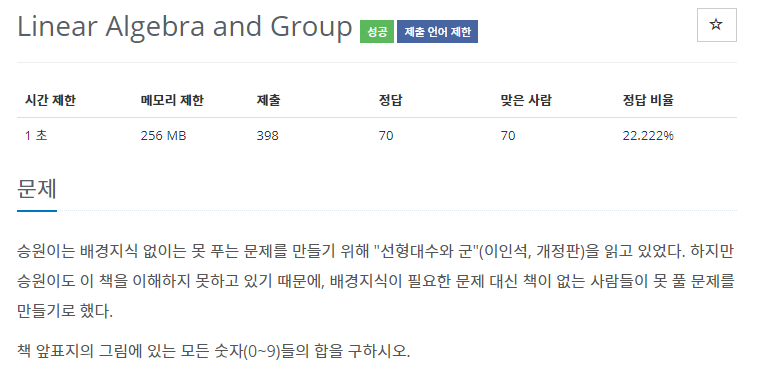 Linear Algebra and Group 성공 제출 언어 제한
시간 제한 메모리 제한 제출 정답 맞은 사람 정답 비율
1 초 256 MB 398 70 70 22.222%
문제
승원이는 배경지식 없이는 못 푸는 문제를 만들기 위해 "선형대수와 군"(이인석, 개정판)을 읽고 있었다. 하지만
승원이도 이 책을 이해하지 못하고 있기 때문에, 배경지식이 필요한 문제 대신 책이 없는 사람들이 못 풀 문제를
만들기로 했다.
책 앞표지의 그림에 있는 모든 숫자(0~9)들의 합을 구하시오.